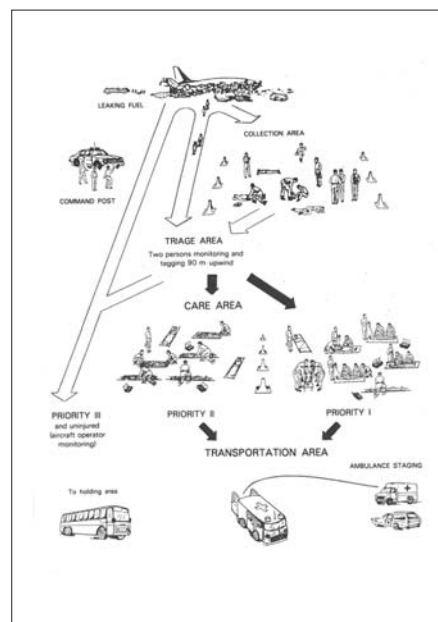 LEAKING FUEL
COLLECTION AREA
COMMAND POST
TRIAGE AREA
Two persons monitoring and
tagging 90 m upwind
CARE AREA
PRIORITY III
and uninjured
(aircraft operator
monitoring)
PRIORITY II
PRIORITY I
TRANSPORTATION AREA
AMBULANCE STAGING
To holding area